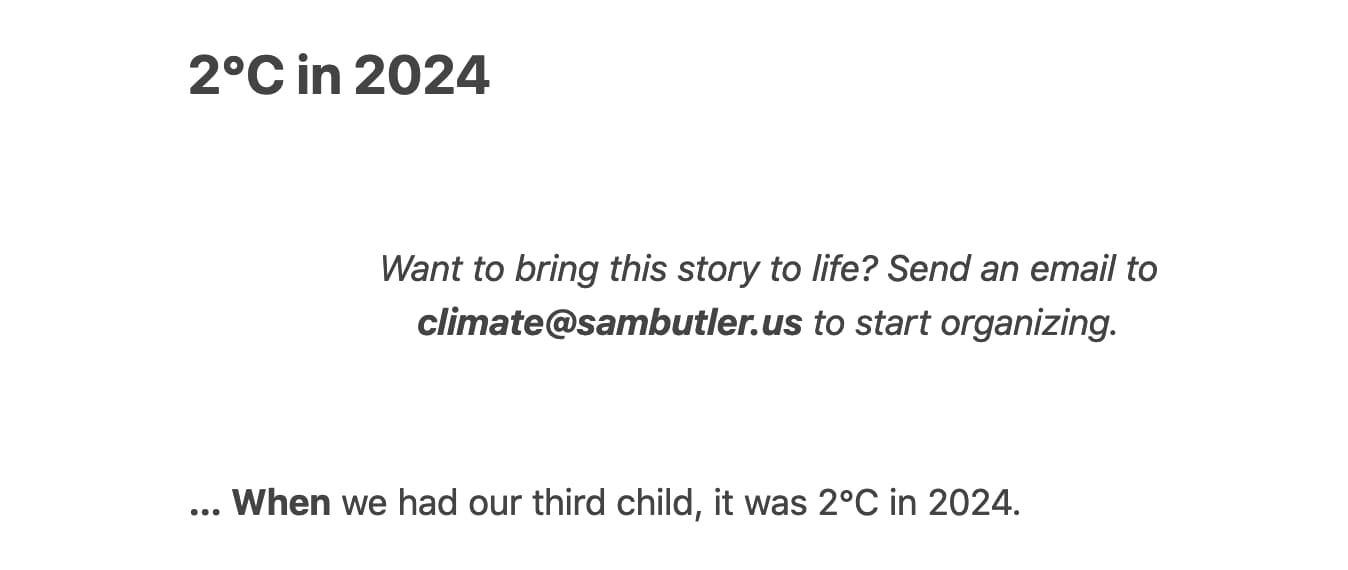 2°C in 2024
Want to bring this story to life? Send an email to
climate@sambutler.us to start organizing.
... When we had our third child, it was 2°C in 2024.